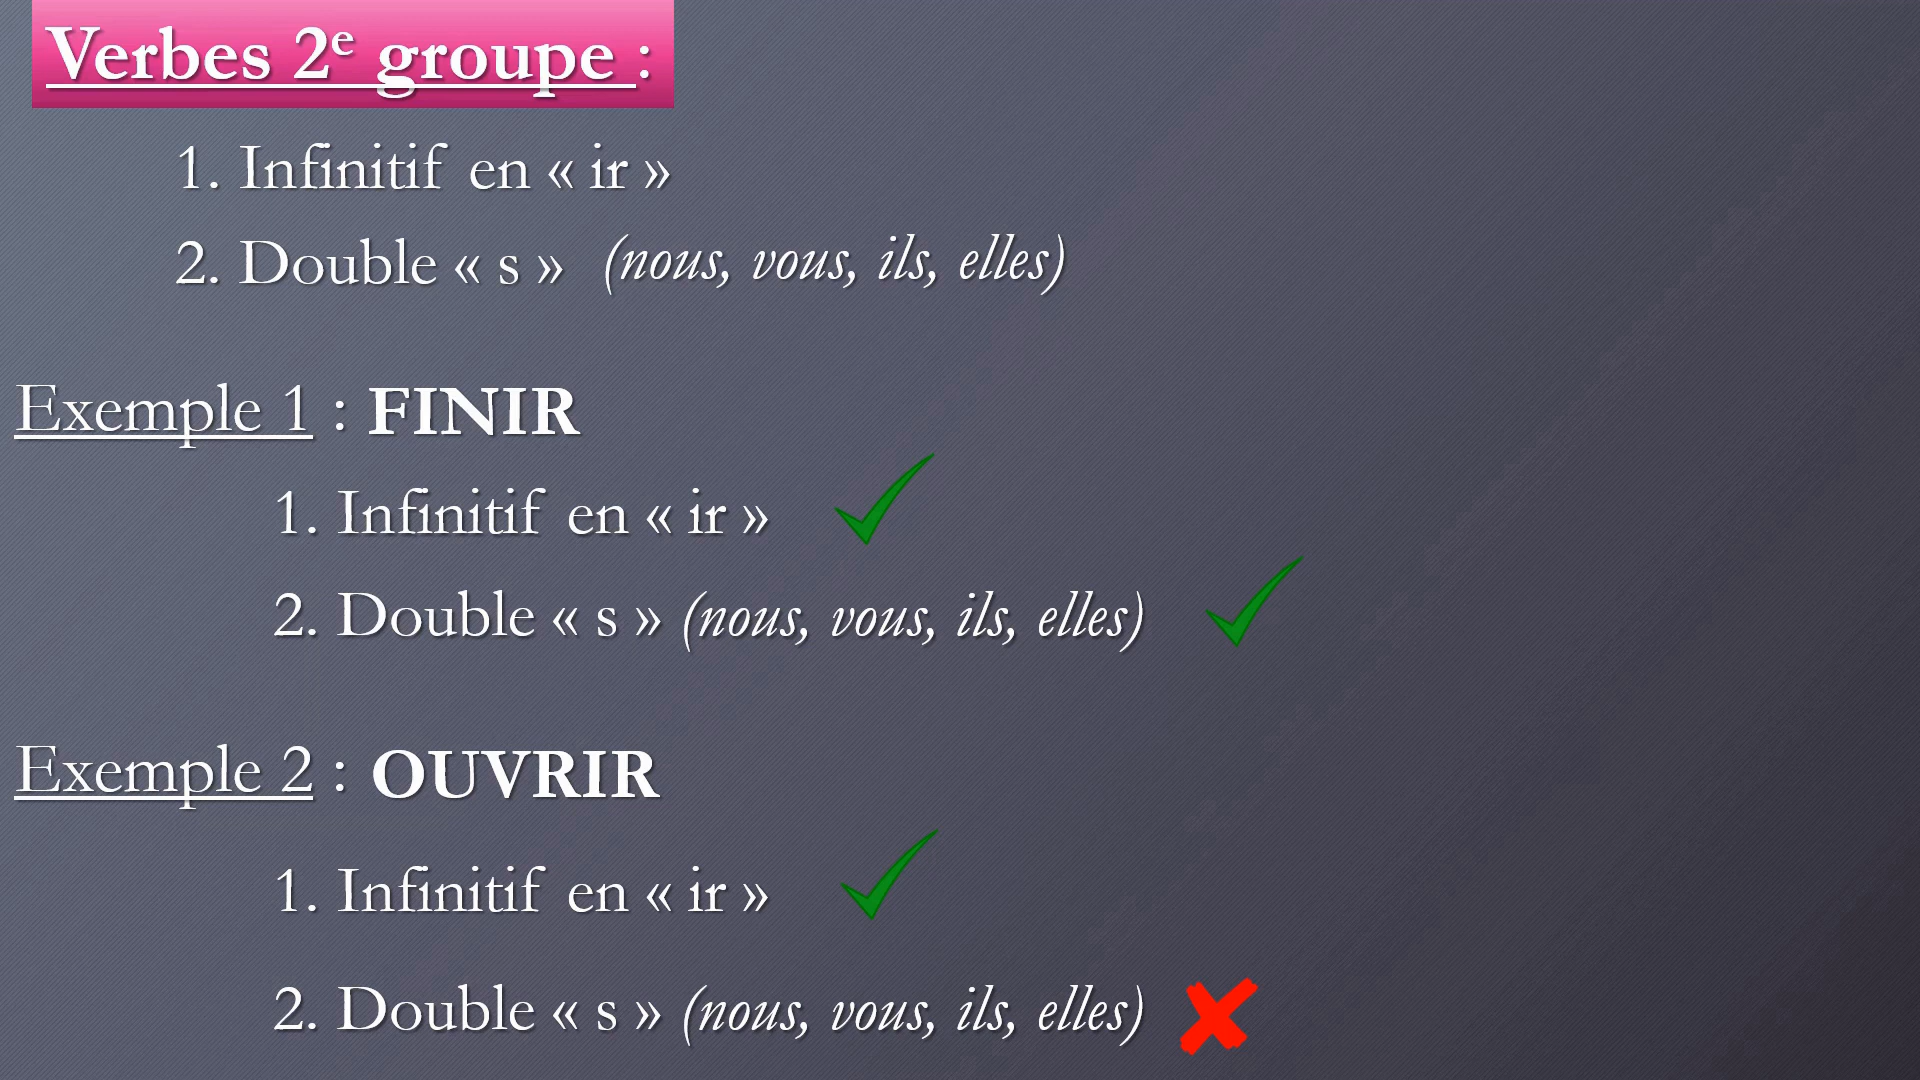 Verbes 2e groupe :
1. Infinitif en « ir »
2. Double « s » (nous, vous, ils, elles)
Exemple 1 : FINIR
1. Infinitif en « ir »
2. Double « s » (nous, vous, ils, elles)
Exemple 2 : OUVRIR
1. Infinitif en « ir »
2. Double « s » (nous, vous, ils, elles)